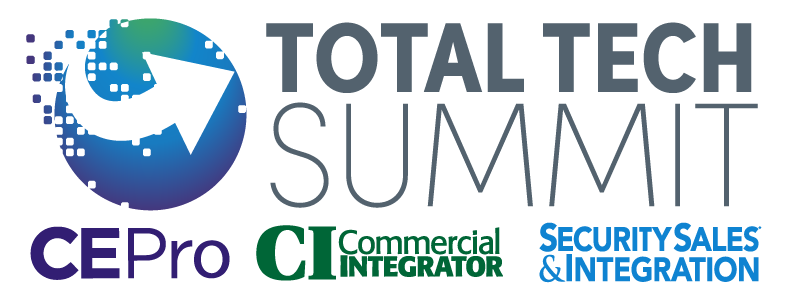 TOTAL TECH
SUMMIT
CEPro
CI Commercial
INTEGRATOR
SECURITY SALES
& INTEGRATION